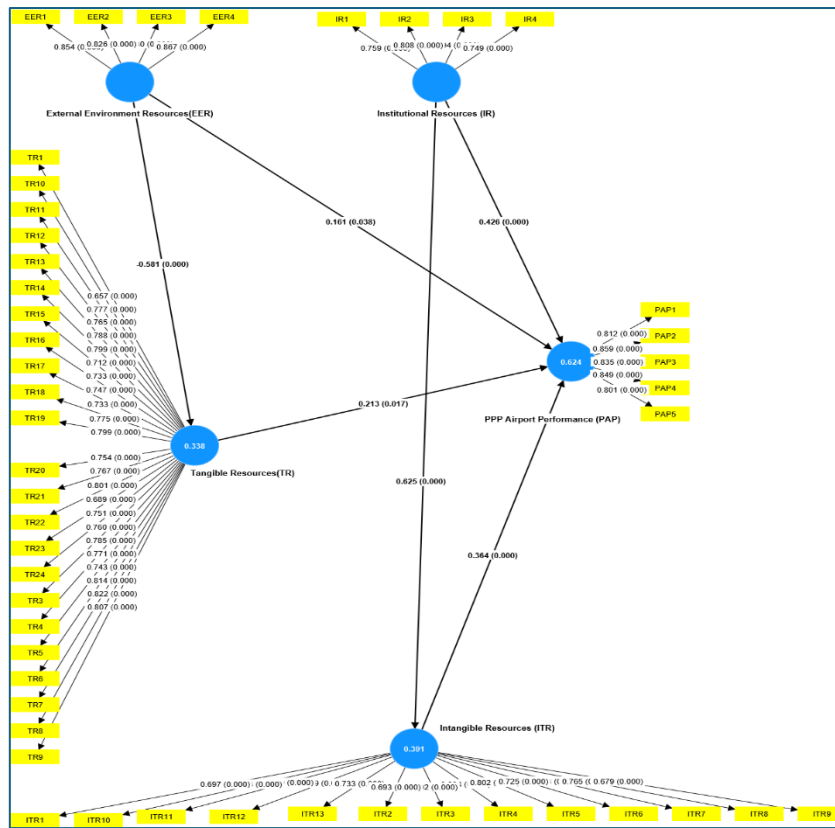 EER1 EER2 EER3 EER4
IR1 IR2 IR3 IR4
0.854 0.826 (0.000) 0.867 (0.000)
0.759 0.808 (0.000) 0.749 (0.000)
External Environment Resources(EER)
Institutional Resources (IR)
TR1
TR10
TR11
TR12
TR13
TR14
TR15
TR16
TR17
TR18
TR19
TR20
TR21
TR22
TR23
TR24
TR3
TR4
TR5
TR6
TR7
TR8
TR9
0.657 (0.000)
0.777 (0.000)
0.765 (0.000)
0.788 (0.000)
0.799 (0.000)
0.712 (0.000)
0.733 (0.000)
0.747 (0.000)
0.733 (0.000)
0.775 (0.000)
0.799 (0.000)
0.754 (0.000)
0.767 (0.000)
0.801 (0.000)
0.689 (0.000)
0.751 (0.000)
0.760 (0.000)
0.785 (0.000)
0.771 (0.000)
0.743 (0.000)
0.814 (0.000)
0.822 (0.000)
0.807 (0.000)
0.161 (0.038)
0.426 (0.000)
-0.581 (0.000)
0.338
Tangible Resources(TR)
0.213 (0.017)
0.625 (0.000)
0.364 (0.000)
0.624
PPP Airport Performance (PAP)
0.812 (0.000)
0.859 (0.000)
0.835 (0.000)
0.849 (0.000)
0.801 (0.000)
PAP1
PAP2
PAP3
PAP4
PAP5
Intangible Resources (ITR)
0.391
0.697 (0.000) 0.733 0.693 (0.000) 0.802 0.725 (0.000) 0.765 0.679 (0.000)
ITR1 ITR10 ITR11 ITR12 ITR13 ITR2 ITR3 ITR4 ITR5 ITR6 ITR7 ITR8 ITR9